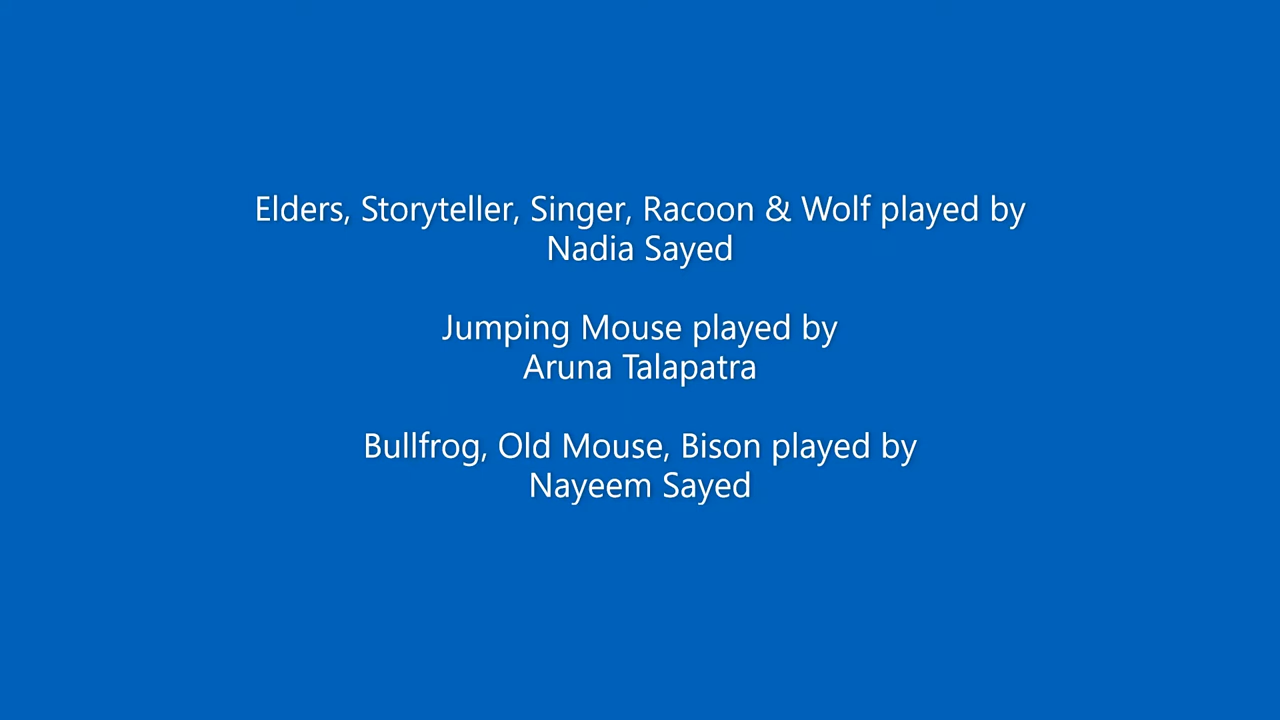 Elders, Storyteller, Singer, Racoon & Wolf played by
Nadia Sayed
Jumping Mouse played by
Aruna Talapatra
Bullfrog, Old Mouse, Bison played by
Nayeem Sayed